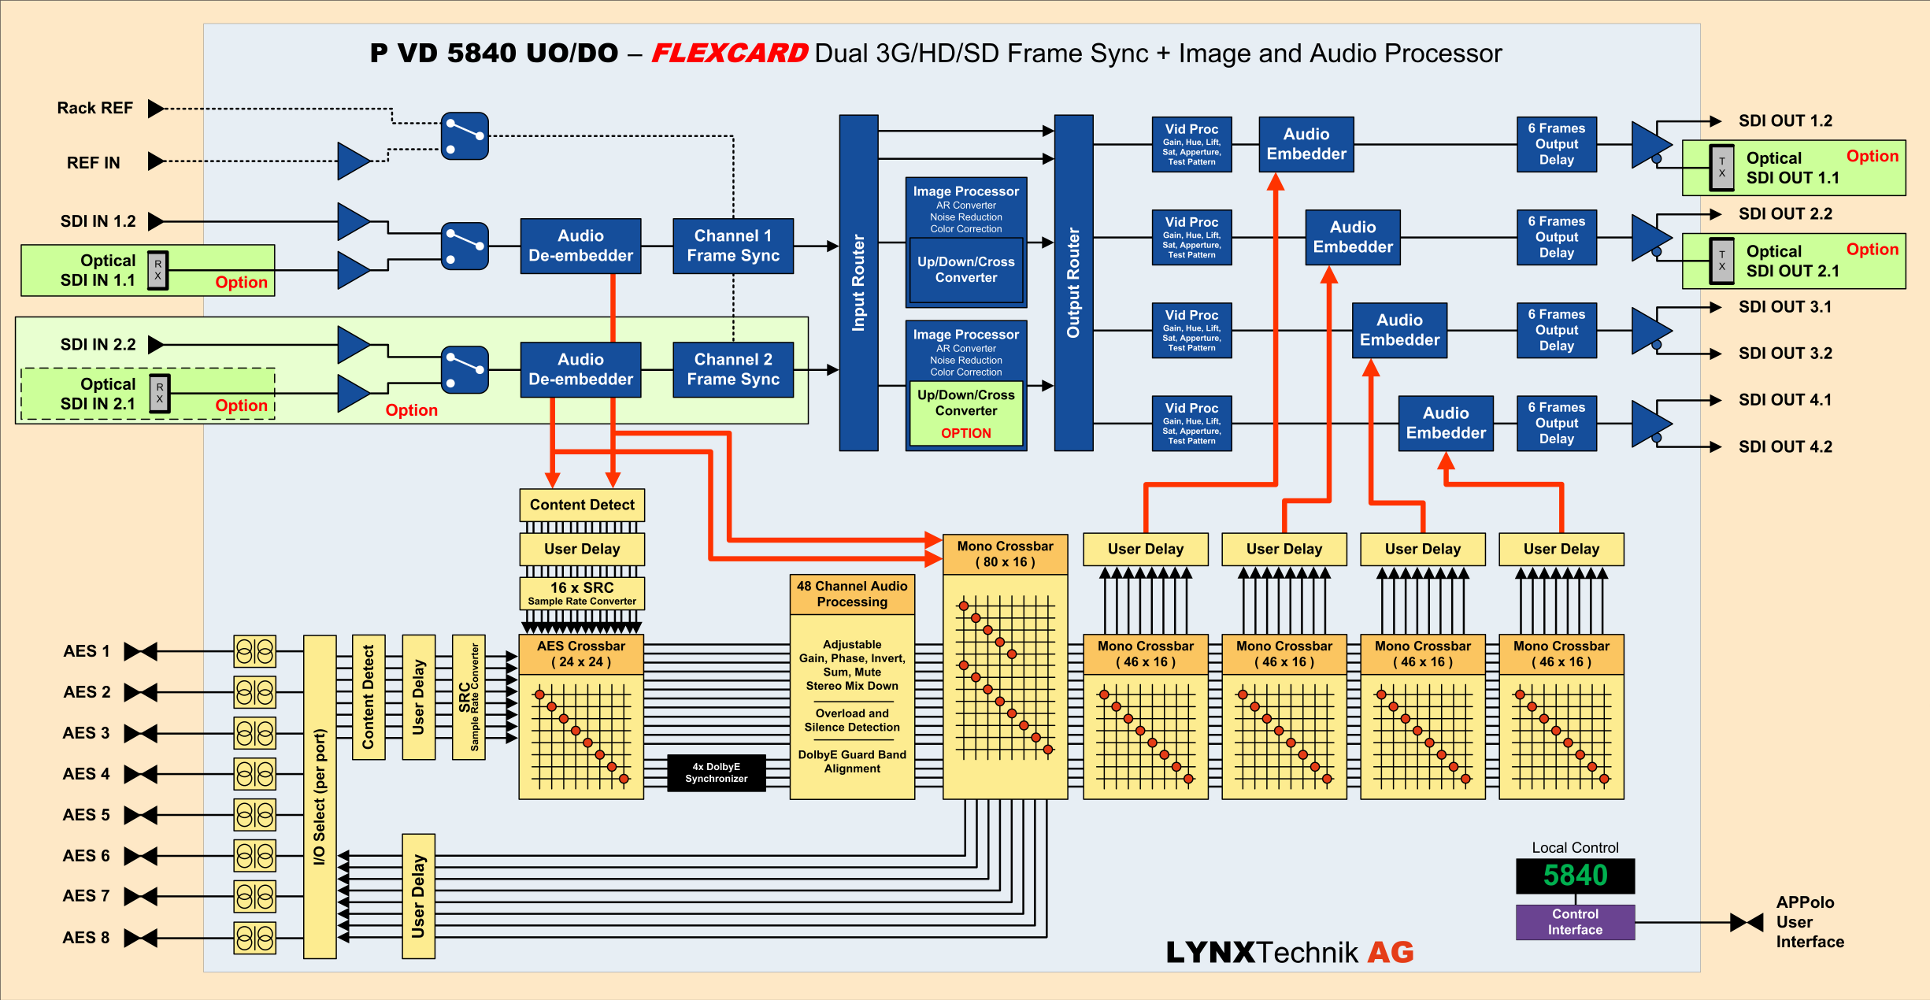 P VD 5840 UO/DO – FLEXCARD Dual 3G/HD/SD Frame Sync + Image and Audio Processor
Rack REF
REF IN
SDI IN 1.2
Optical
SDI IN 1.1
RX
Option
SDI IN 2.2
Optical
SDI IN 2.1
RX
Option
Option
Audio
De-embedder
Channel 1
Frame Sync
Audio
De-embedder
Channel 2
Frame Sync
Input Router
Image Processor
AR Converter
Noise Reduction
Color Correction
Up/Down/Cross
Converter
Image Processor
AR Converter
Noise Reduction
Color Correction
Up/Down/Cross
Converter
OPTION
Output Router
Vid Proc
Gain, Hue, Lift,
Sat, Apperture,
Test Pattern
Audio
Embedder
6 Frames
Output
Delay
SDI OUT 1.2
TX
Optical
SDI OUT 1.1
Option
Vid Proc
Gain, Hue, Lift,
Sat, Apperture,
Test Pattern
Audio
Embedder
6 Frames
Output
Delay
SDI OUT 2.2
TX
Optical
SDI OUT 2.1
Option
Vid Proc
Gain, Hue, Lift,
Sat, Apperture,
Test Pattern
Audio
Embedder
6 Frames
Output
Delay
SDI OUT 3.1
SDI OUT 3.2
Vid Proc
Gain, Hue, Lift,
Sat, Apperture,
Test Pattern
Audio
Embedder
6 Frames
Output
Delay
SDI OUT 4.1
SDI OUT 4.2
Content Detect
User Delay
16 x SRC
Sample Rate Converter
AES Crossbar
( 24 x 24 )
48 Channel Audio
Processing
Adjustable
Gain, Phase, Invert,
Sum, Mute
Stereo Mix Down
Overload and
Silence Detection
DolbyE Guard Band
Alignment
4x DolbyE
Synchronizer
Mono Crossbar
( 80 x 16 )
User Delay
Mono Crossbar
( 46 x 16 )
User Delay
Mono Crossbar
( 46 x 16 )
User Delay
Mono Crossbar
( 46 x 16 )
User Delay
Mono Crossbar
( 46 x 16 )
AES 1
AES 2
AES 3
AES 4
AES 5
AES 6
AES 7
AES 8
I/O Select (per port)
Content Detect
User Delay
SRC
Sample Rate Converter
User Delay
Local Control
5840
Control
Interface
APPolo
User
Interface
LYNXTechnik AG